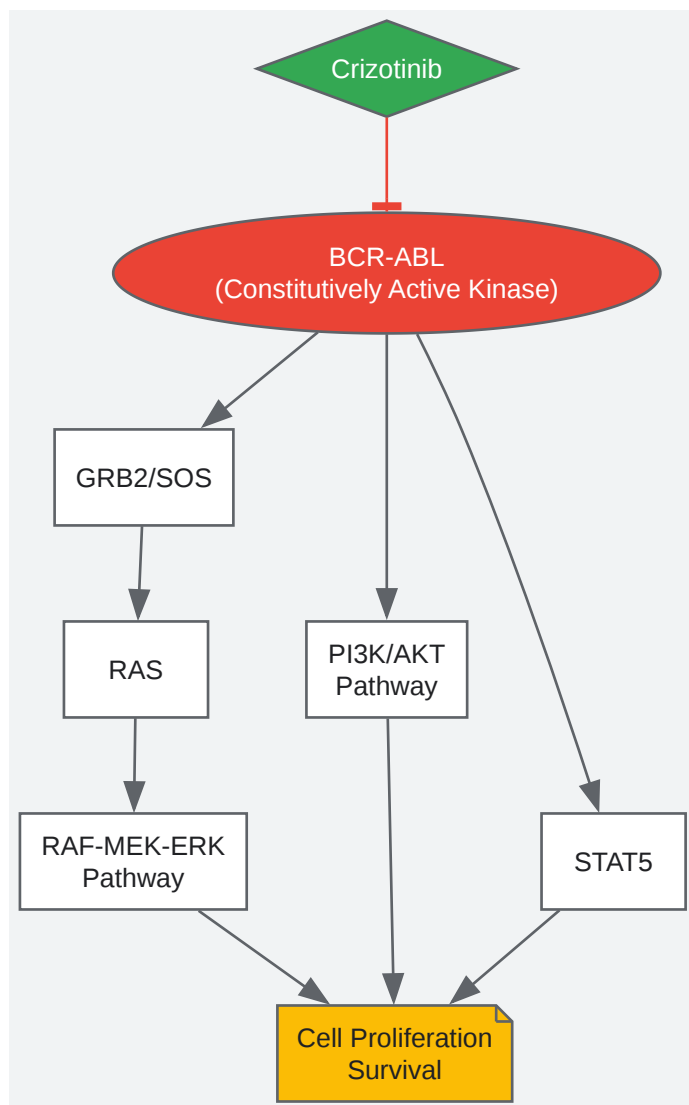 Crizotinib
BCR-ABL
(Constitutively Active Kinase)
GRB2/SOS
RAS
PI3K/AKT
Pathway
RAF-MEK-ERK
Pathway
STAT5
Cell Proliferation
Survival